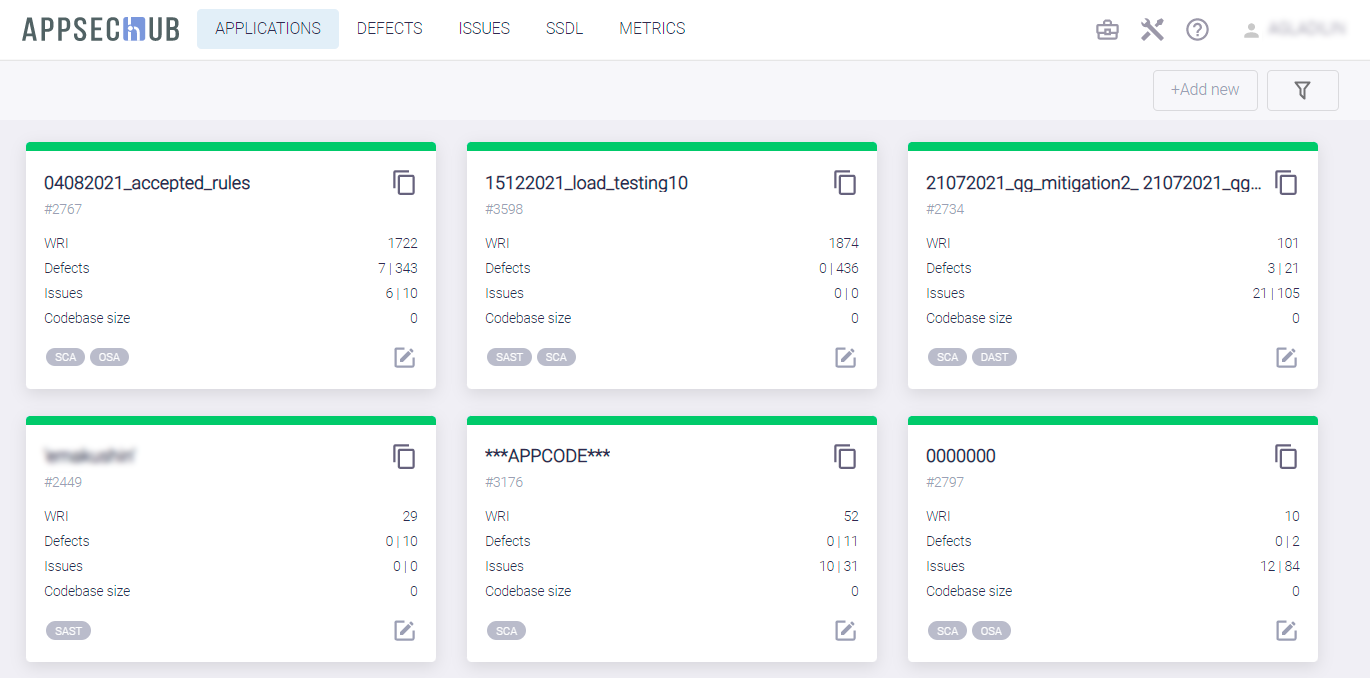 APPSECHUB APPLICATIONS DEFECTS ISSUES SSDL METRICS
+Add new
04082021_accepted_rules
#2767
WRI 1722
Defects 7 | 343
Issues 6 | 10
Codebase size 0
SCA OSA
15122021_load_testing10
#3598
WRI 1874
Defects 0 | 436
Issues 0 | 0
Codebase size 0
SAST SCA
21072021_qg_mitigation2_ 21072021_qg...
#2734
WRI 101
Defects 3 | 21
Issues 21 | 105
Codebase size 0
SCA DAST
#2449
WRI 29
Defects 0 | 10
Issues 0 | 0
Codebase size 0
SAST
***APPCODE***
#3176
WRI 52
Defects 0 | 11
Issues 10 | 31
Codebase size 0
SCA
0000000
#2797
WRI 10
Defects 0 | 2
Issues 12 | 84
Codebase size 0
SCA OSA